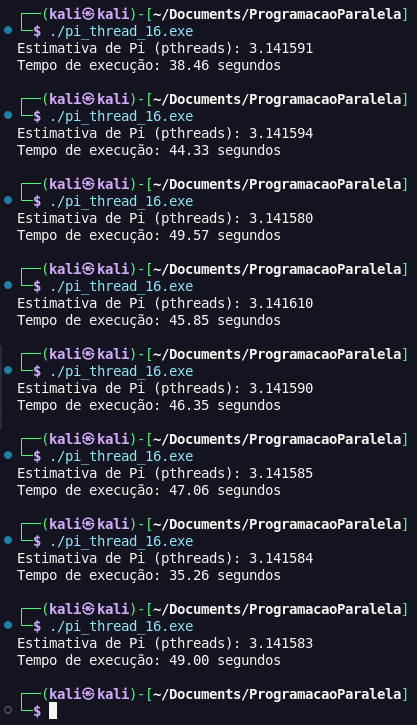 ┌──(kali㉿kali)-[~/Documents/ProgramacaoParalela]
└─$ ./pi_thread_16.exe
Estimativa de Pi (pthreads): 3.141591
Tempo de execução: 38.46 segundos
┌──(kali㉿kali)-[~/Documents/ProgramacaoParalela]
└─$ ./pi_thread_16.exe
Estimativa de Pi (pthreads): 3.141594
Tempo de execução: 44.33 segundos
┌──(kali㉿kali)-[~/Documents/ProgramacaoParalela]
└─$ ./pi_thread_16.exe
Estimativa de Pi (pthreads): 3.141580
Tempo de execução: 49.57 segundos
┌──(kali㉿kali)-[~/Documents/ProgramacaoParalela]
└─$ ./pi_thread_16.exe
Estimativa de Pi (pthreads): 3.141610
Tempo de execução: 45.85 segundos
┌──(kali㉿kali)-[~/Documents/ProgramacaoParalela]
└─$ ./pi_thread_16.exe
Estimativa de Pi (pthreads): 3.141590
Tempo de execução: 46.35 segundos
┌──(kali㉿kali)-[~/Documents/ProgramacaoParalela]
└─$ ./pi_thread_16.exe
Estimativa de Pi (pthreads): 3.141585
Tempo de execução: 47.06 segundos
┌──(kali㉿kali)-[~/Documents/ProgramacaoParalela]
└─$ ./pi_thread_16.exe
Estimativa de Pi (pthreads): 3.141584
Tempo de execução: 35.26 segundos
┌──(kali㉿kali)-[~/Documents/ProgramacaoParalela]
└─$ ./pi_thread_16.exe
Estimativa de Pi (pthreads): 3.141583
Tempo de execução: 49.00 segundos
┌──(kali㉿kali)-[~/Documents/ProgramacaoParalela]
└─$